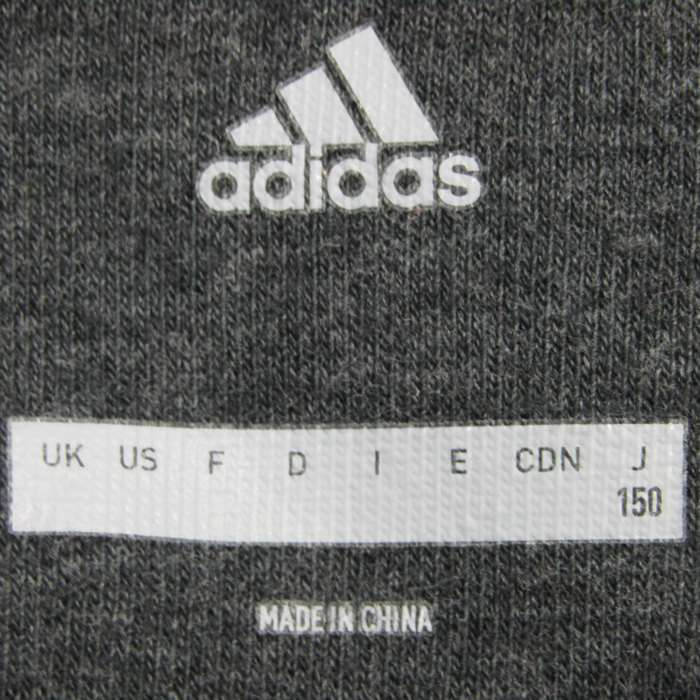 adidas
UK US F D I E CDN J
150
MADE IN CHINA